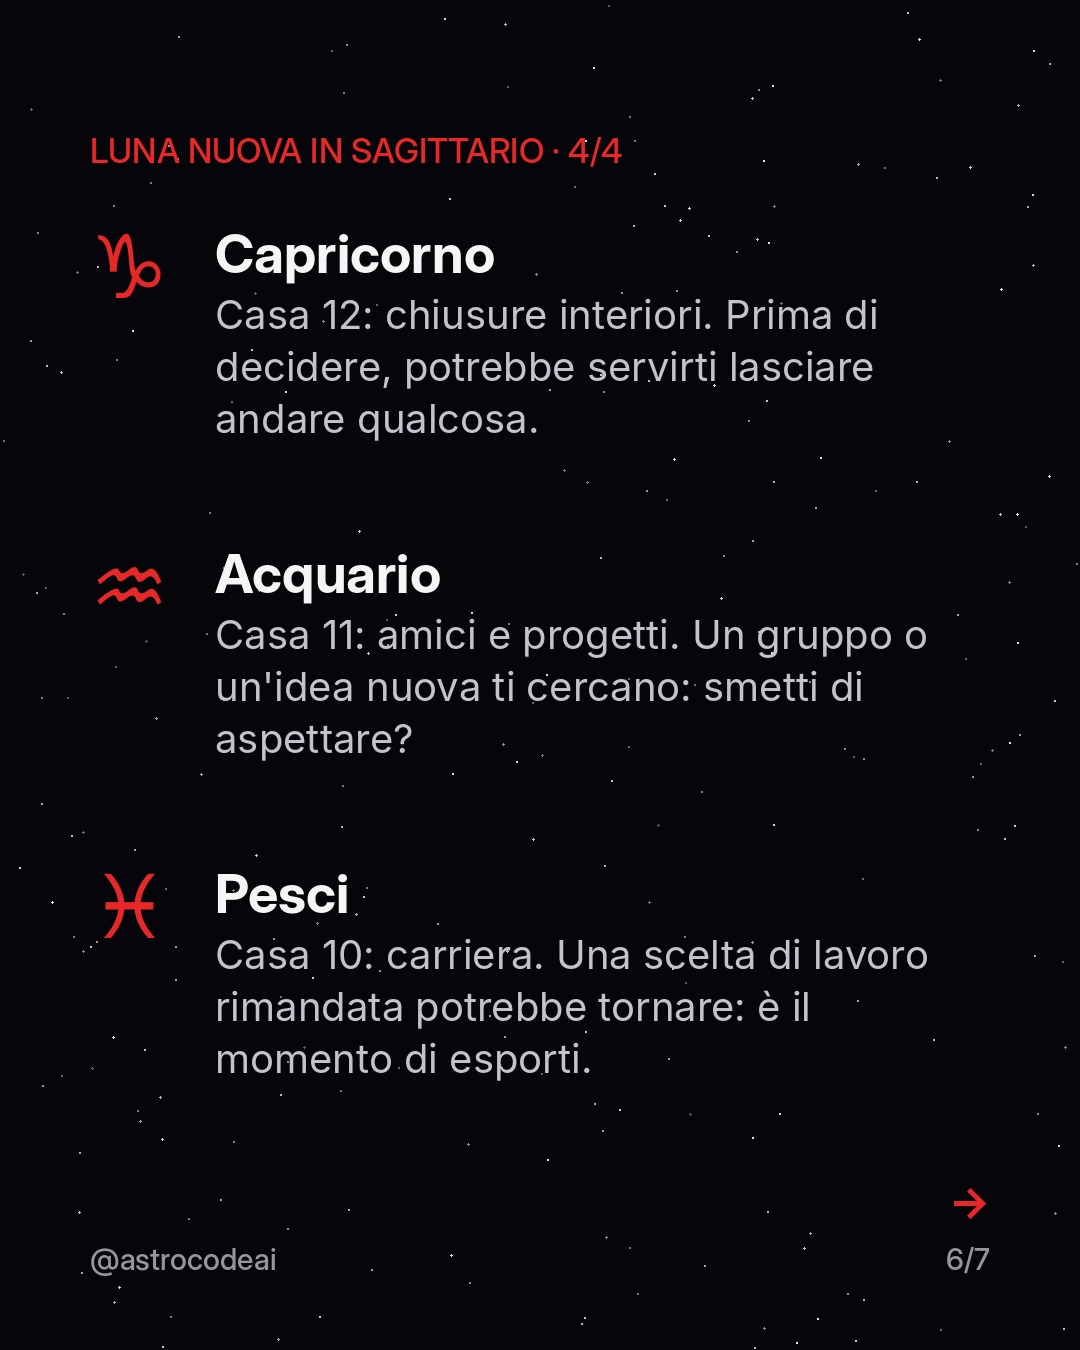 LUNA NUOVA IN SAGITTARIO · 4/4
♑
Capricorno
Casa 12: chiusure interiori. Prima di
decidere, potrebbe servirti lasciare
andare qualcosa.
♒
Acquario
Casa 11: amici e progetti. Un gruppo o
un'idea nuova ti cercano: smetti di
aspettare?
♓
Pesci
Casa 10: carriera. Una scelta di lavoro
rimandata potrebbe tornare: è il
momento di esporti.
→
@astrocodeai
6/7